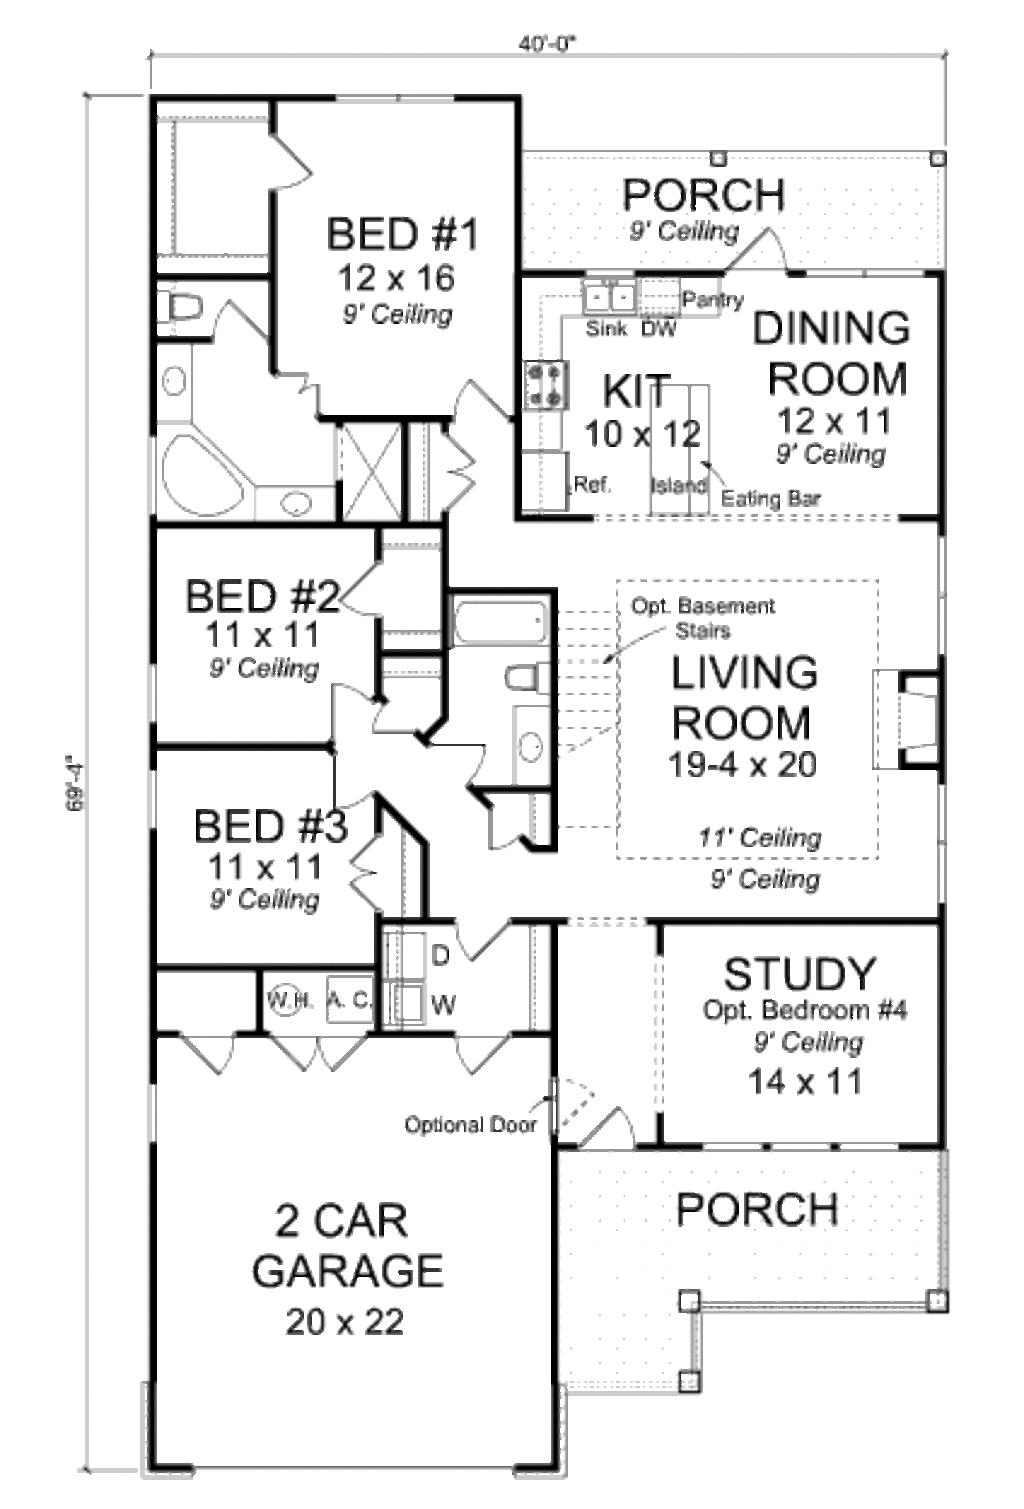 40'-0"
PORCH
9' Ceiling
BED #1
12 x 16
9' Ceiling
Pantry
Sink DW
DINING
ROOM
12 x 11
9' Ceiling
KIT
10 x 12
Ref.
Island
Eating Bar
BED #2
11 x 11
9' Ceiling
Opt. Basement
Stairs
LIVING
ROOM
19-4 x 20
11' Ceiling
9' Ceiling
69'-4"
BED #3
11 x 11
9' Ceiling
D
W
W.H.
A. C.
STUDY
Opt. Bedroom #4
9' Ceiling
14 x 11
Optional Door
PORCH
2 CAR
GARAGE
20 x 22